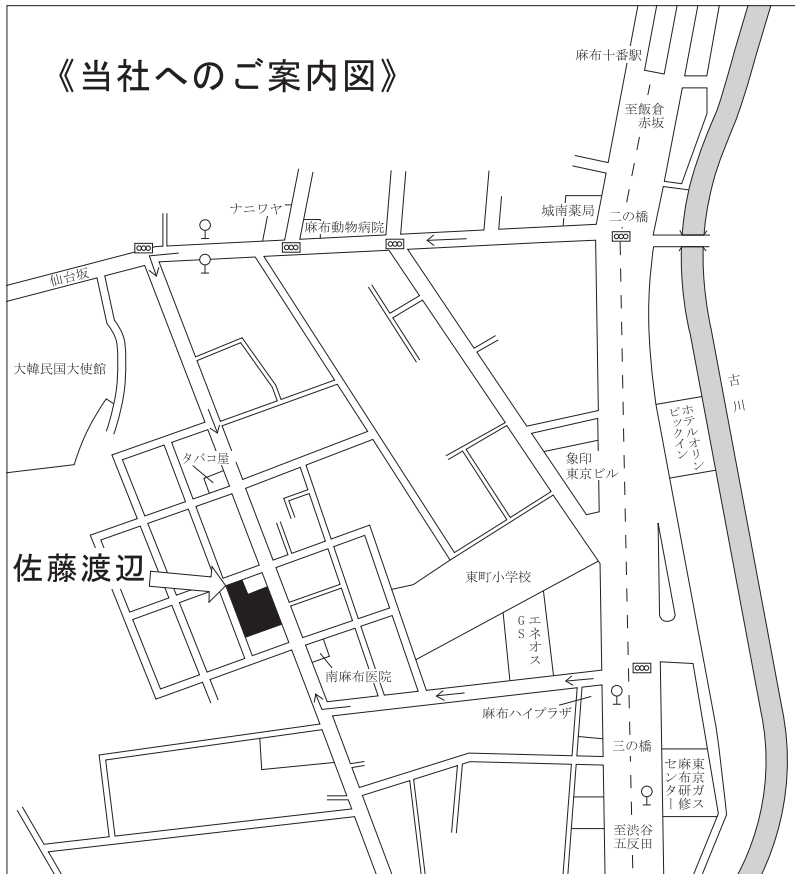 《当社へのご案内図》
麻布十番駅
至飯倉
赤坂
ナニワヤ
麻布動物病院
城南薬局
二の橋
仙台坂
大韓民国大使館
古川
ホテルオリン
ピックイン
タバコ屋
象印
東京ビル
佐藤渡辺
東町小学校
エネオス
GS
南麻布医院
麻布ハイプラザ
三の橋
東京ガス
麻布研修
センター
至渋谷
五反田